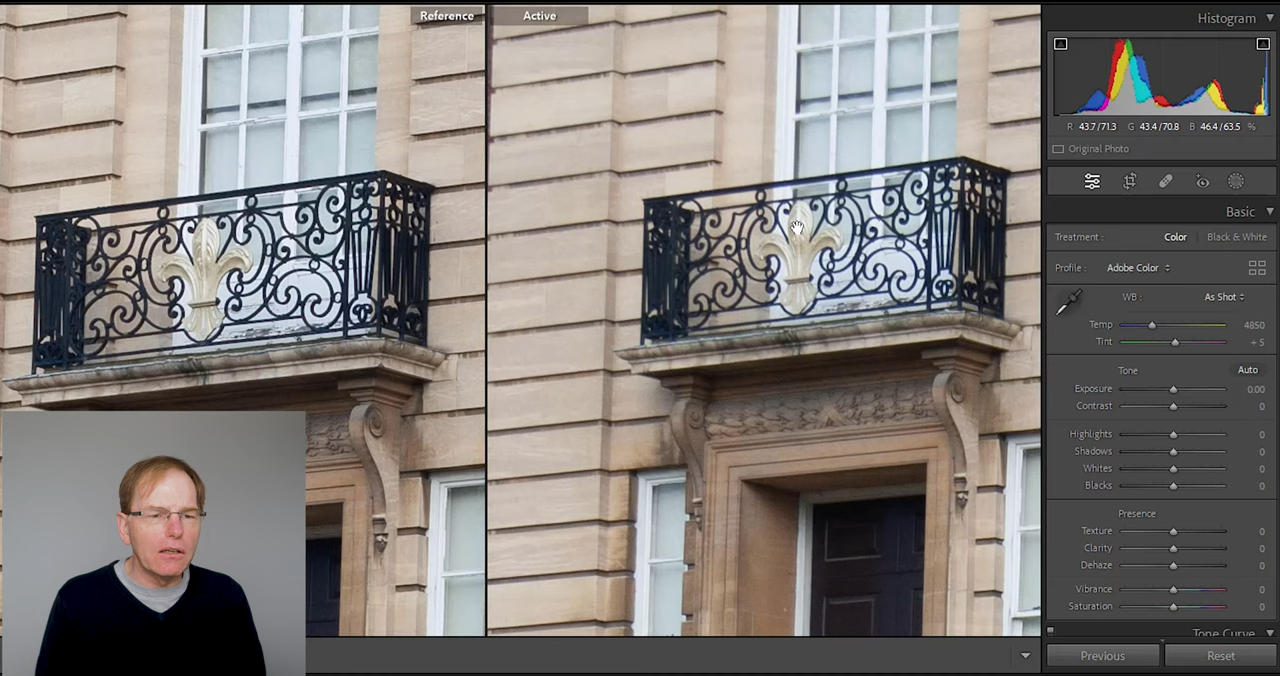 Reference
Active
Histogram
R 43.7/71.3 G 43.4/70.8 B 46.4/63.5 %
Original Photo
Basic
Treatment : Color Black & White
Profile : Adobe Color
WB : As Shot
Temp 4850
Tint + 5
Tone Auto
Exposure 0.00
Contrast 0
Highlights 0
Shadows 0
Whites 0
Blacks 0
Presence
Texture 0
Clarity 0
Dehaze 0
Vibrance 0
Saturation 0
Tone Curve
Previous Reset